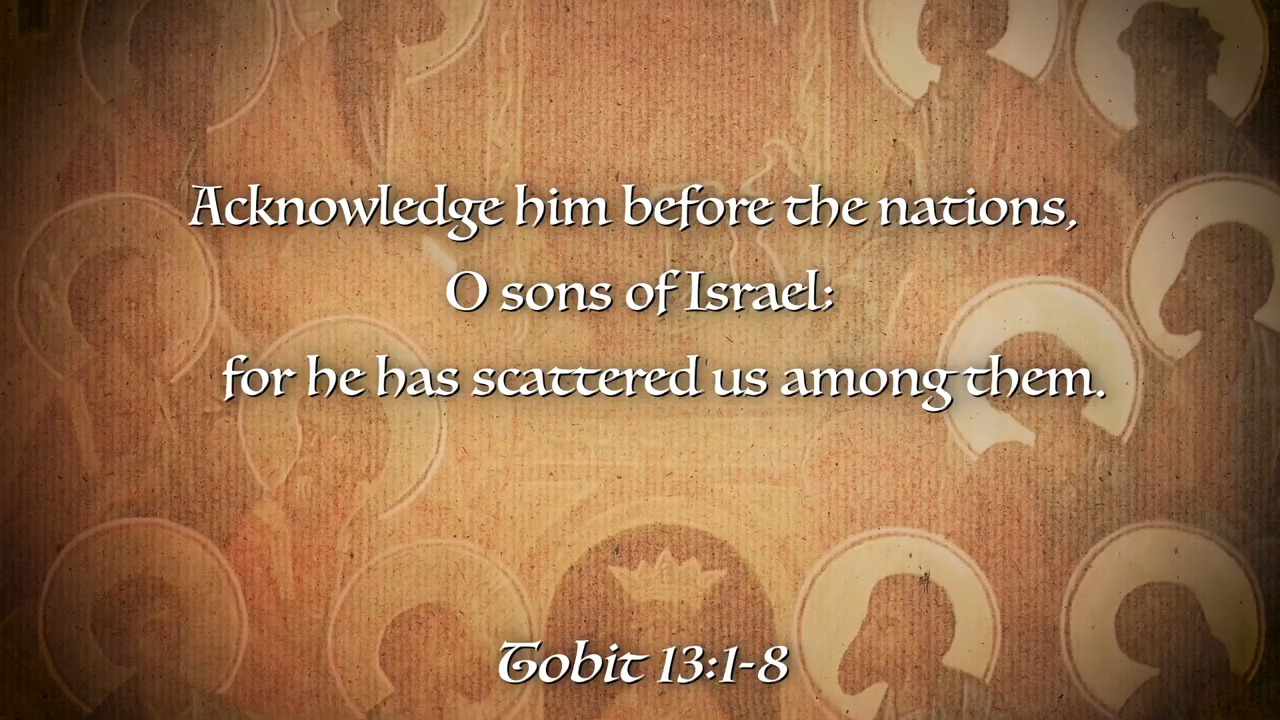 Acknowledge him before the nations,
O sons of Israel;
for he has scattered us among them.
Tobit 13:1-8